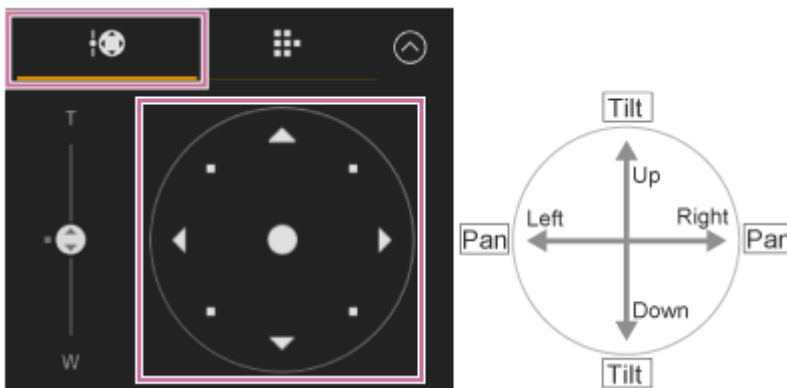 T
W
Tilt
Up
Left
Right
Pan
Pan
Down
Tilt